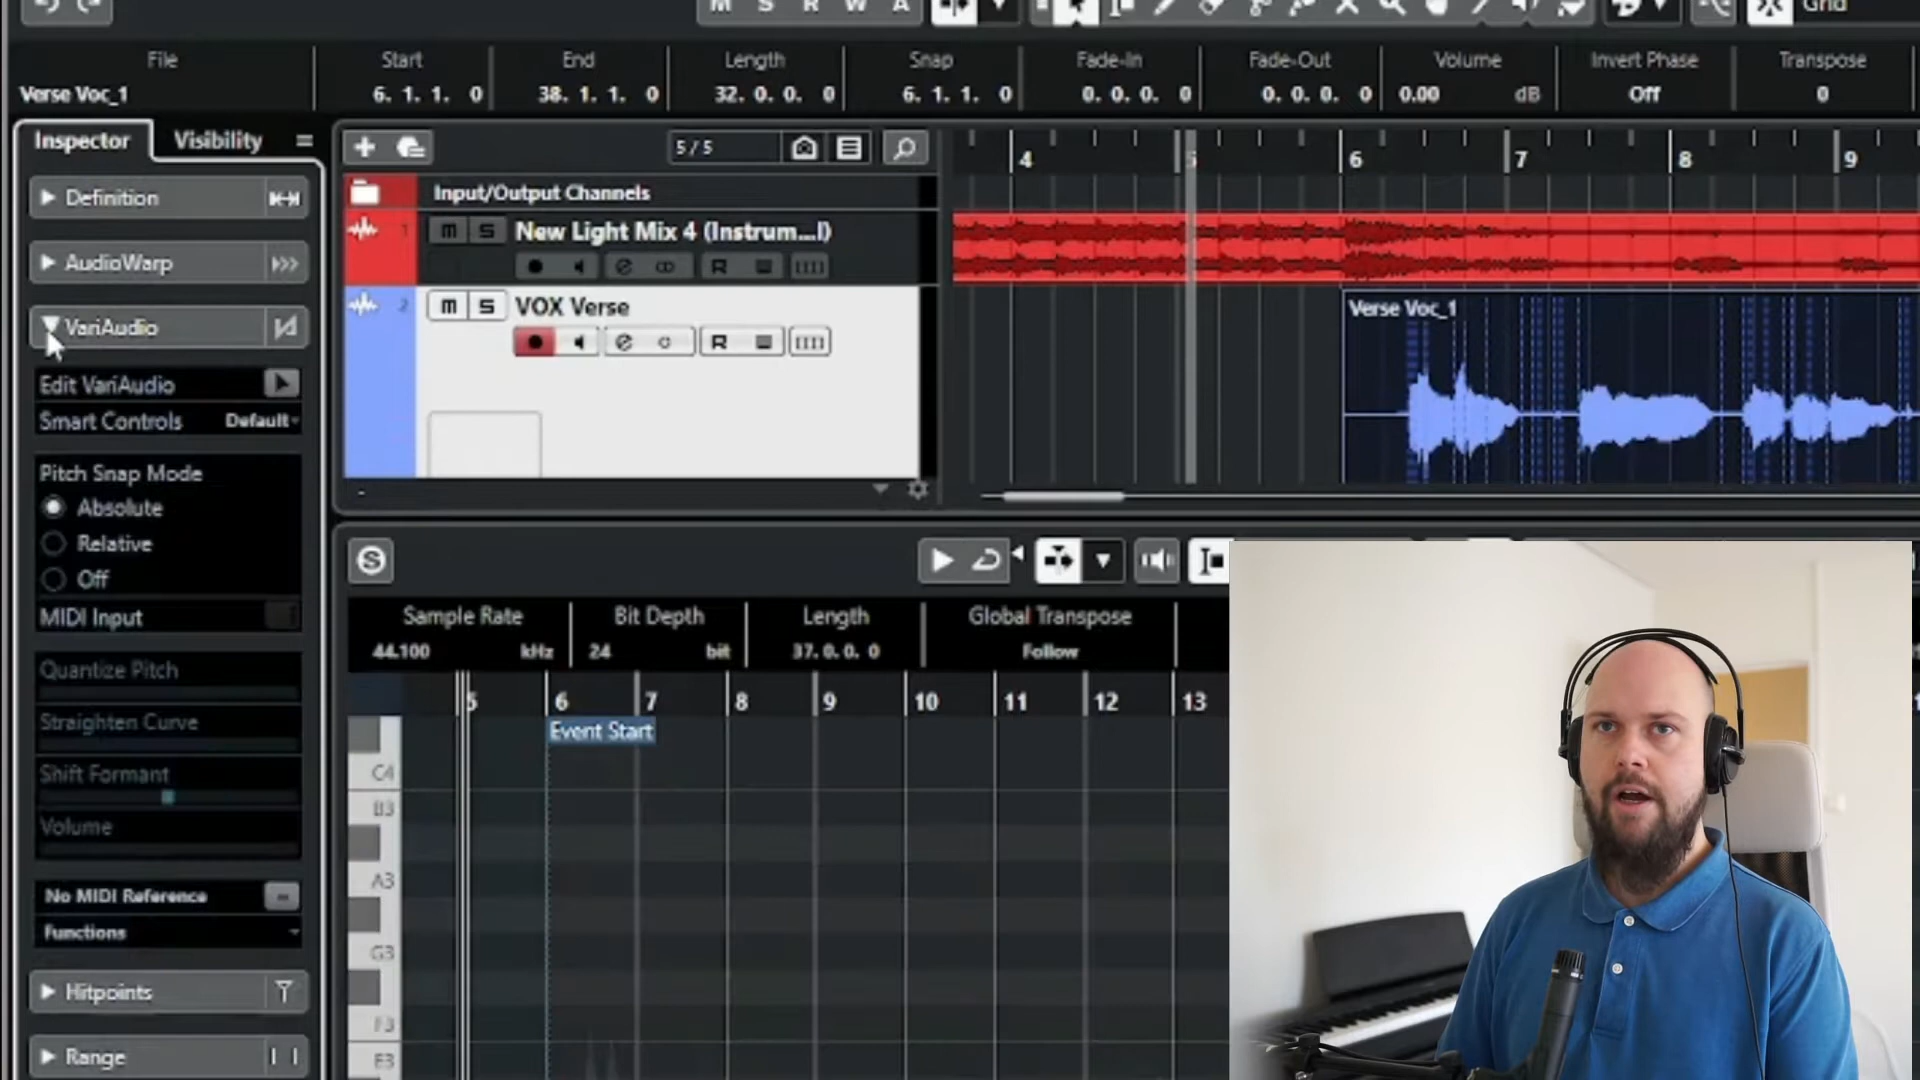 M S R W A
Grid
File Start End Length Snap Fade-In Fade-Out Volume Invert Phase Transpose
Verse Voc_1 6. 1. 1. 0 38. 1. 1. 0 32. 0. 0. 0 6. 1. 1. 0 0. 0. 0. 0 0. 0. 0. 0 0.00 dB Off 0
Inspector Visibility
5 / 5
4 5 6 7 8 9
Definition
Input/Output Channels
1 m S New Light Mix 4 (Instrum...l)
R
AudioWarp
2 m S VOX Verse
R
Verse Voc_1
VariAudio
Edit VariAudio
Smart Controls Default
Pitch Snap Mode
Absolute
Relative
Off
MIDI Input
Quantize Pitch
Straighten Curve
Shift Formant
Volume
No MIDI Reference
Functions
Hitpoints
Range
S
Sample Rate Bit Depth Length Global Transpose
44.100 kHz 24 bit 37. 0. 0. 0 Follow
5 6 7 8 9 10 11 12 13
Event Start
C4
B3
A3
G3
F3
E3